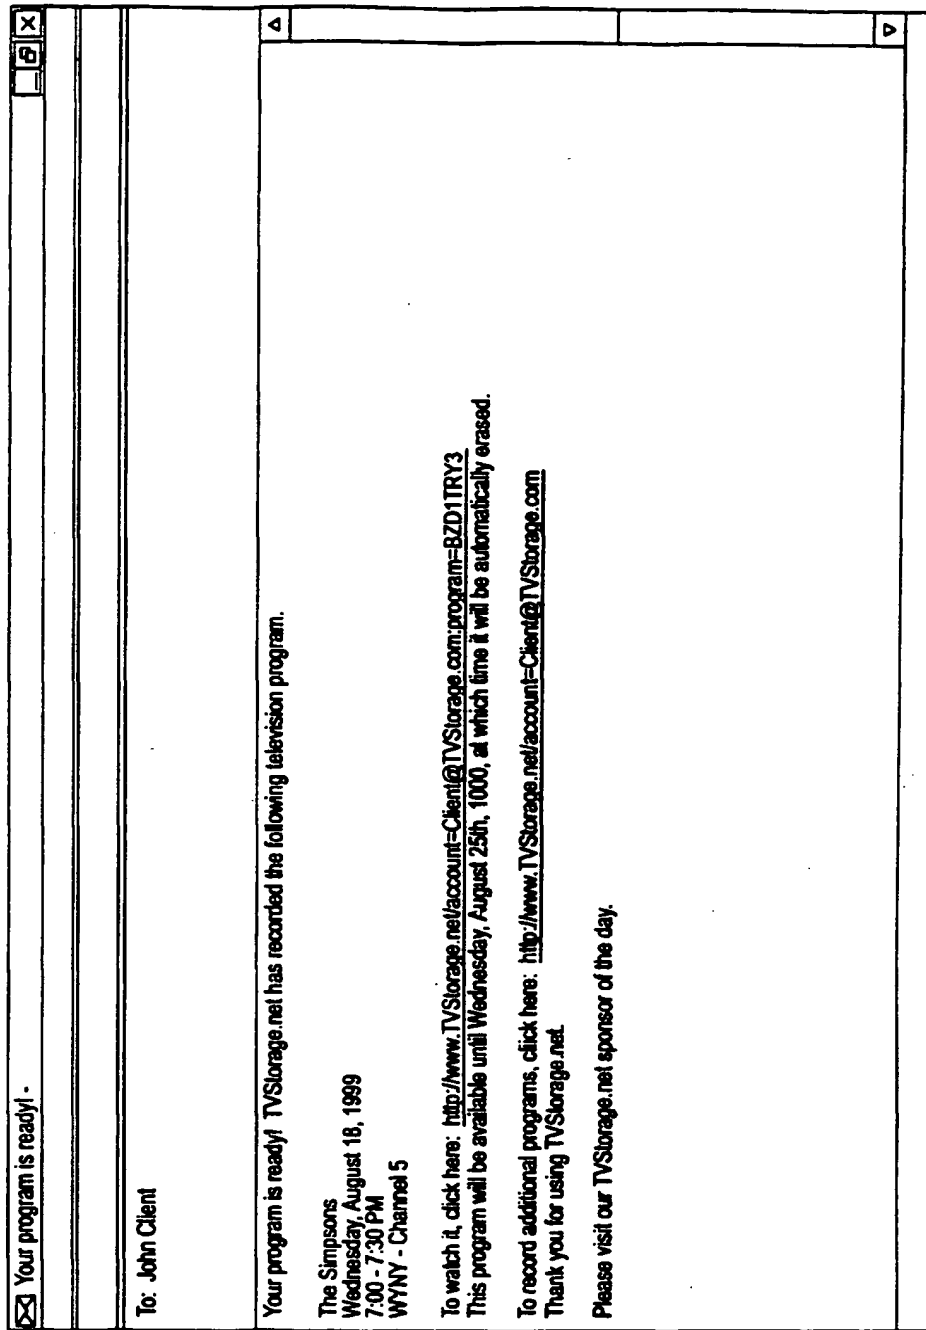 Your program is ready! -
To: John Client
Your program is ready! TVStorage.net has recorded the following television program.
The Simpsons
Wednesday, August 18, 1999
7:00 - 7:30 PM
WYNY - Channel 5
To watch it, click here: http://www.TVStorage.net/account=Client@TVStorage.com:program=BZD1TRY3
This program will be available until Wednesday, August 25th, 1000, at which time it will be automatically erased.
To record additional programs, click here: http://www.TVStorage.net/account=Client@TVStorage.com
Thank you for using TVStorage.net.
Please visit our TVStorage.net sponsor of the day.